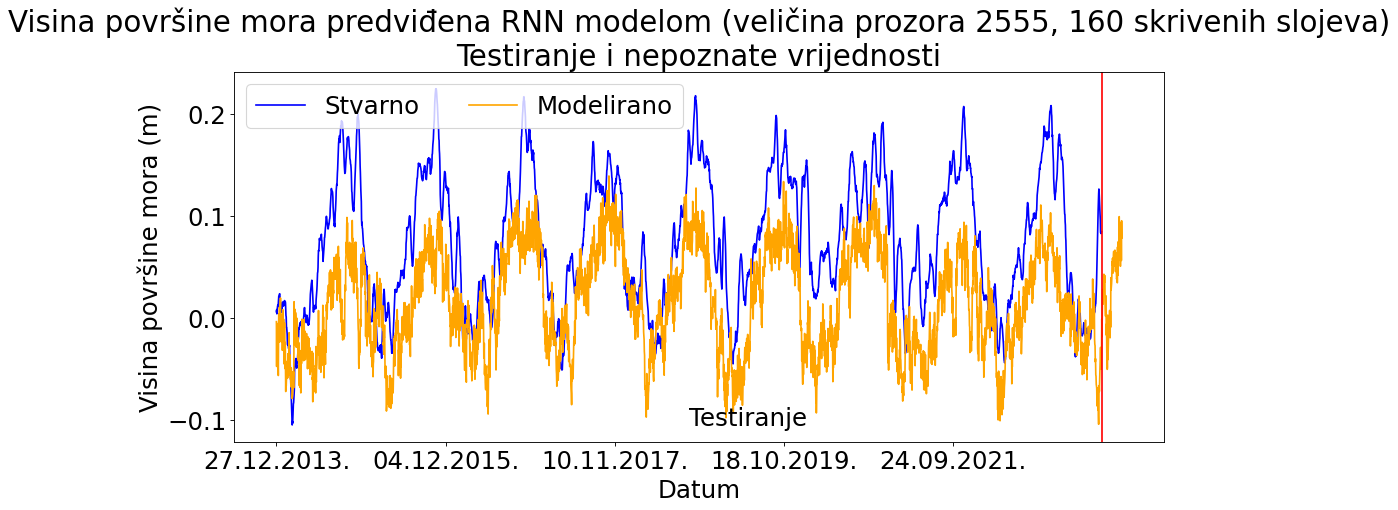 Visina površine mora predviđena RNN modelom (veličina prozora 2555, 160 skrivenih slojeva)
Testiranje i nepoznate vrijednosti
Stvarno Modelirano
Visina površine mora (m)
0.2
0.1
0.0
−0.1
Testiranje
27.12.2013. 04.12.2015. 10.11.2017. 18.10.2019. 24.09.2021.
Datum